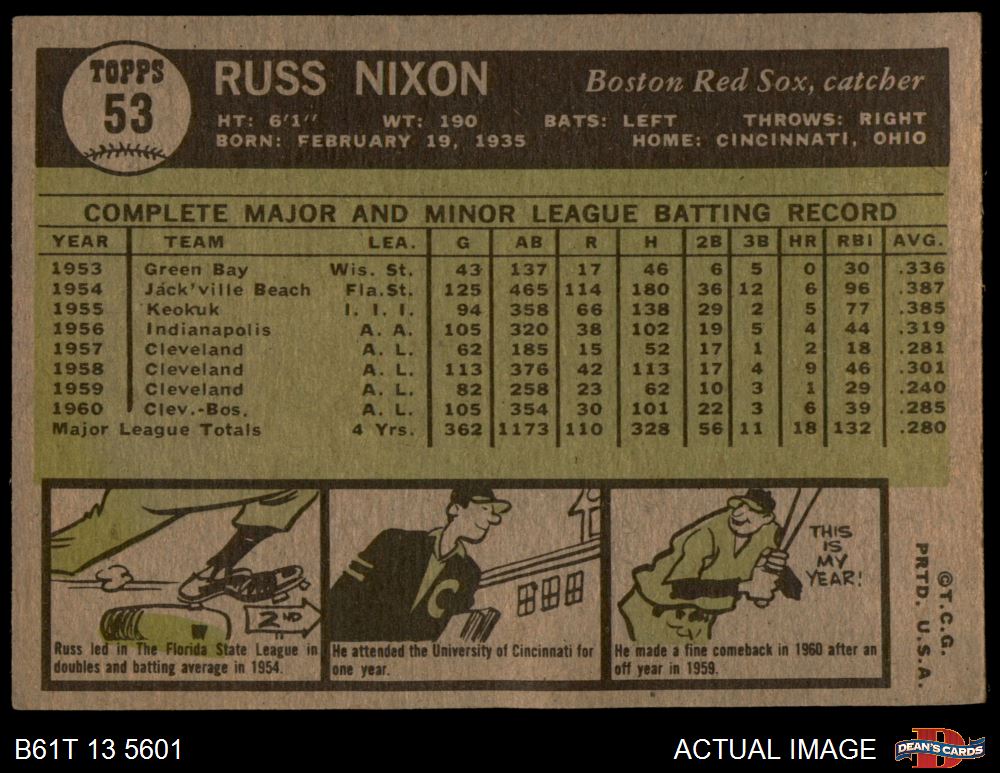 TOPPS
53
RUSS NIXON
Boston Red Sox, catcher
HT: 6'1" WT: 190 BATS: LEFT THROWS: RIGHT
BORN: FEBRUARY 19, 1935 HOME: CINCINNATI, OHIO
COMPLETE MAJOR AND MINOR LEAGUE BATTING RECORD
YEAR TEAM LEA. G AB R H 2B 3B HR RBI AVG.
1953 Green Bay Wis. St. 43 137 17 46 6 5 0 30 .336
1954 Jack'ville Beach Fla.St. 125 465 114 180 36 12 6 96 .387
1955 Keokuk I. I. I. 94 358 66 138 29 2 5 77 .385
1956 Indianapolis A. A. 105 320 38 102 19 5 4 44 .319
1957 Cleveland A. L. 62 185 15 52 17 1 2 18 .281
1958 Cleveland A. L. 113 376 42 113 17 4 9 46 .301
1959 Cleveland A. L. 82 258 23 62 10 3 1 29 .240
1960 Clev.-Bos. A. L. 105 354 30 101 22 3 6 39 .285
Major League Totals 4 Yrs. 362 1173 110 328 56 11 18 132 .280
2ND
Russ led in The Florida State League in
doubles and batting average in 1954.
C
He attended the University of Cincinnati for
one year.
THIS
IS
MY
YEAR!
He made a fine comeback in 1960 after an
off year in 1959.
©T.C.G.
PRTD. U.S.A.
B61T 13 5601
ACTUAL IMAGE
D
DEAN'S CARDS